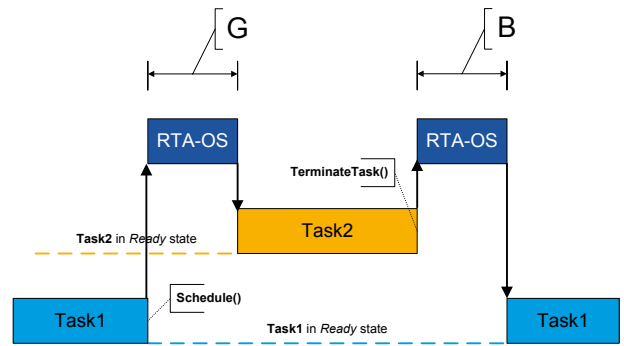 G
B
RTA-OS
RTA-OS
TerminateTask()
Task2
Task2 in Ready state
Schedule()
Task1
Task1 in Ready state
Task1